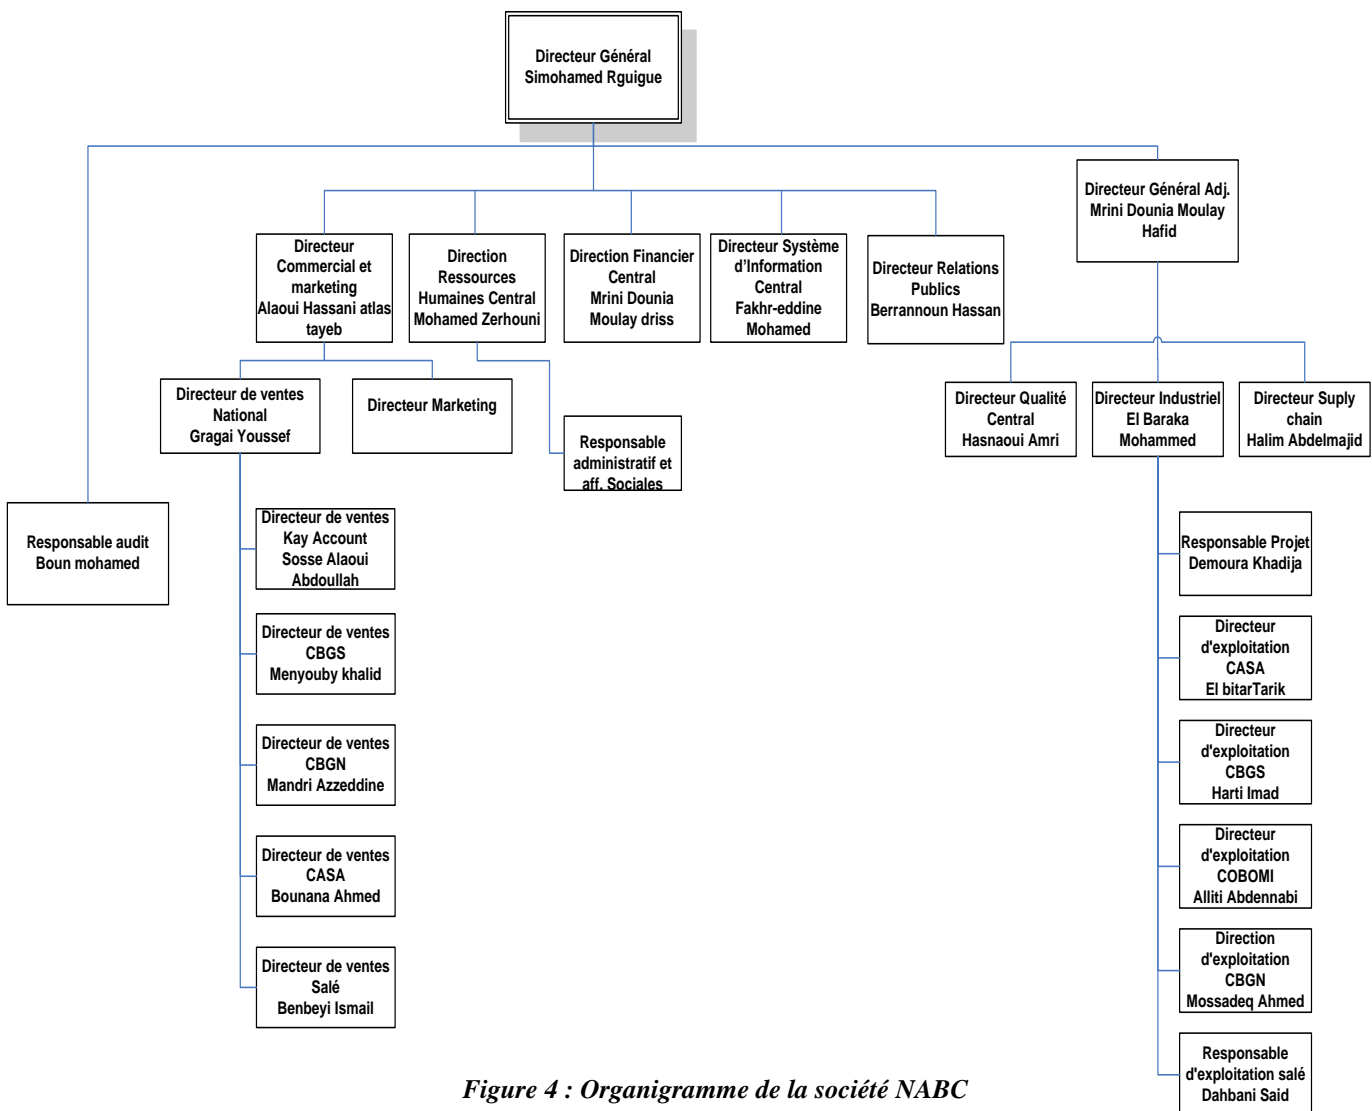 Directeur Général
Simohamed Rguigue
Directeur Général Adj.
Mrini Dounia Moulay
Hafid
Directeur
Commercial et
marketing
Alaoui Hassani atlas
tayeb
Direction
Ressources
Humaines Central
Mohamed Zerhouni
Direction Financier
Central
Mrini Dounia
Moulay driss
Directeur Système
d'Information
Central
Fakhr-eddine
Mohamed
Directeur Relations
Publics
Berrannoun Hassan
Directeur de ventes
National
Gragai Youssef
Directeur Marketing
Responsable
administratif et
aff. Sociales
Directeur Qualité
Central
Hasnaoui Amri
Directeur Industriel
El Baraka
Mohammed
Directeur Suply
chain
Halim Abdelmajid
Responsable audit
Boun mohamed
Directeur de ventes
Kay Account
Sosse Alaoui
Abdoullah
Directeur de ventes
CBGS
Menyouby khalid
Directeur de ventes
CBGN
Mandri Azzeddine
Directeur de ventes
CASA
Bounana Ahmed
Directeur de ventes
Salé
Benbeyi Ismail
Responsable Projet
Demoura Khadija
Directeur
d'exploitation
CASA
El bitarTarik
Directeur
d'exploitation
CBGS
Harti Imad
Directeur
d'exploitation
COBOMI
Alliti Abdennabi
Direction
d'exploitation
CBGN
Mossadeq Ahmed
Responsable
d'exploitation salé
Dahbani Said
Figure 4 : Organigramme de la société NABC